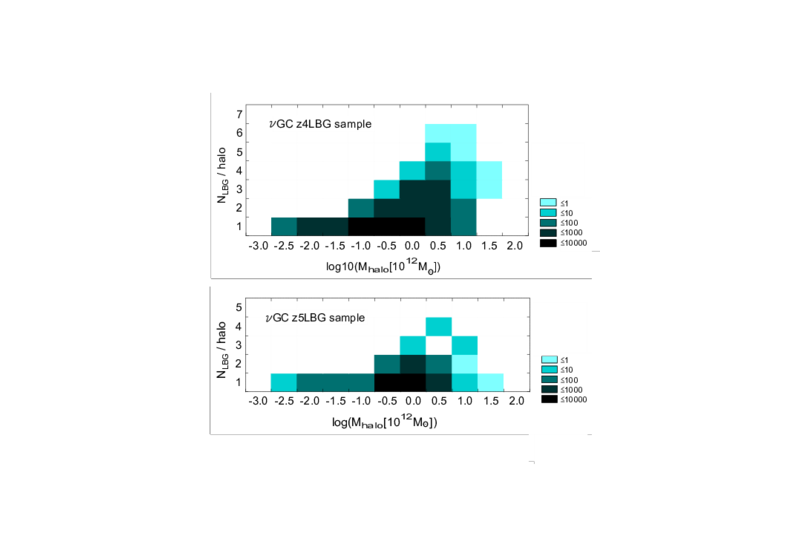 7
νGC z4LBG sample
6
5
4
3
2
1
N_LBG / halo
≤1
≤10
≤100
≤1000
≤10000
-3.0 -2.5 -2.0 -1.5 -1.0 -0.5 0.0 0.5 1.0 1.5 2.0
log10(M_halo[10^12 M_⊙])
5
νGC z5LBG sample
4
3
2
1
N_LBG / halo
≤1
≤10
≤100
≤1000
≤10000
-3.0 -2.5 -2.0 -1.5 -1.0 -0.5 0.0 0.5 1.0 1.5 2.0
log(M_halo[10^12 M_⊙])